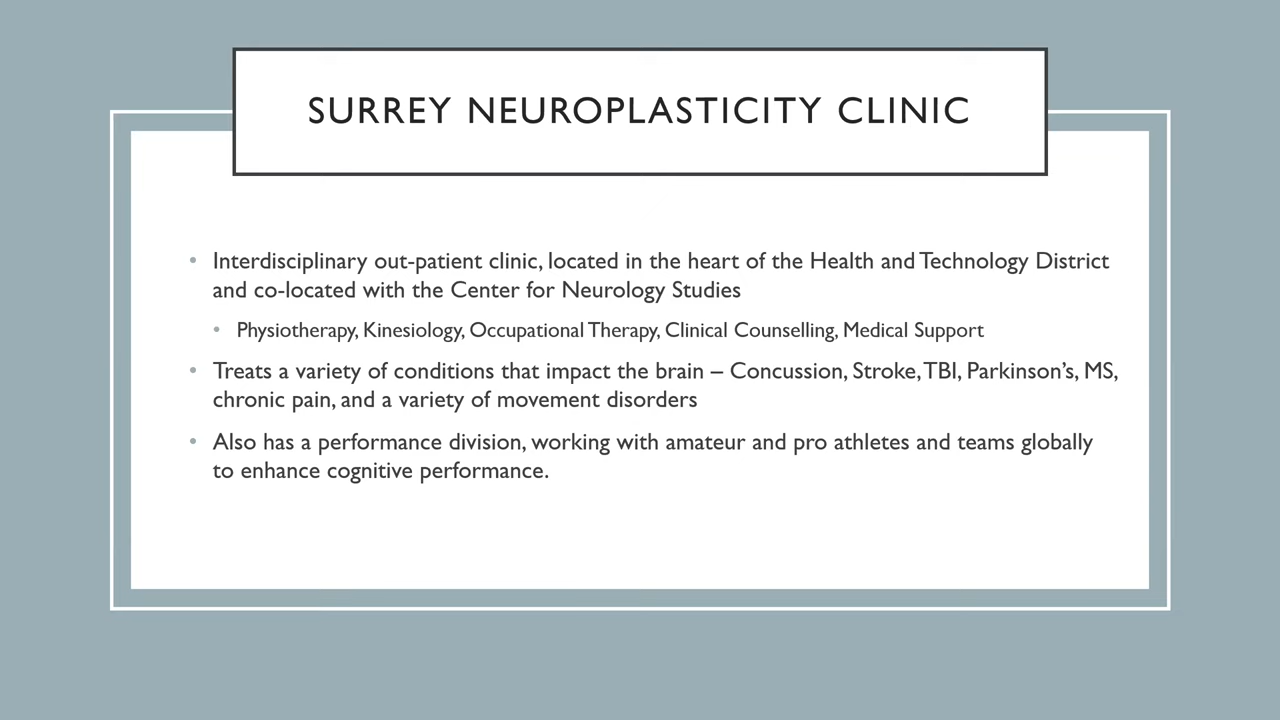 SURREY NEUROPLASTICITY CLINIC
• Interdisciplinary out-patient clinic, located in the heart of the Health and Technology District
and co-located with the Center for Neurology Studies
• Physiotherapy, Kinesiology, Occupational Therapy, Clinical Counselling, Medical Support
• Treats a variety of conditions that impact the brain – Concussion, Stroke, TBI, Parkinson’s, MS,
chronic pain, and a variety of movement disorders
• Also has a performance division, working with amateur and pro athletes and teams globally
to enhance cognitive performance.